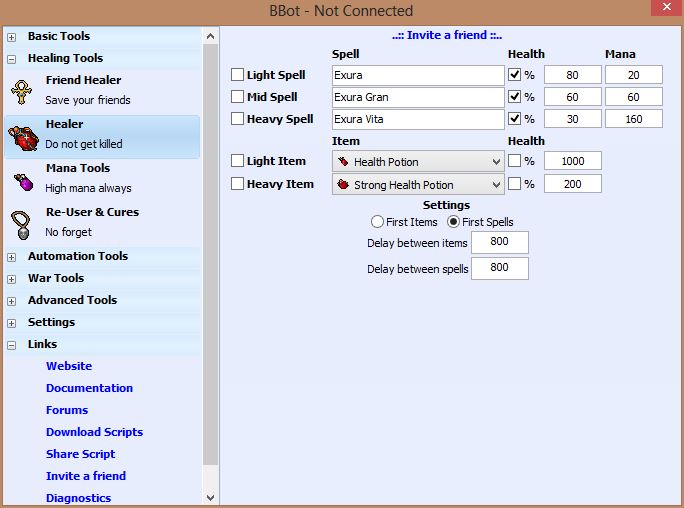 BBot - Not Connected
Basic Tools
Healing Tools
Friend Healer
Save your friends
Healer
Do not get killed
Mana Tools
High mana always
Re-User & Cures
No forget
Automation Tools
War Tools
Advanced Tools
Settings
Links
Website
Documentation
Forums
Download Scripts
Share Script
Invite a friend
Diagnostics
..:: Invite a friend ::..
Spell Health Mana
Light Spell Exura % 80 20
Mid Spell Exura Gran % 60 60
Heavy Spell Exura Vita % 30 160
Item Health
Light Item Health Potion % 1000
Heavy Item Strong Health Potion % 200
Settings
First Items First Spells
Delay between items 800
Delay between spells 800